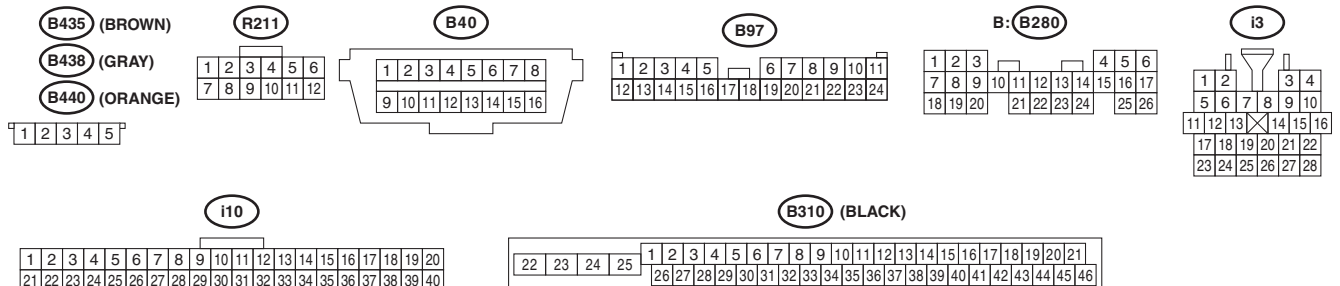 B435 (BROWN)
B438 (GRAY)
B440 (ORANGE)
1 2 3 4 5
R211
1 2 3 4 5 6
7 8 9 10 11 12
B40
1 2 3 4 5 6 7 8
9 10 11 12 13 14 15 16
B97
1 2 3 4 5 6 7 8 9 10 11
12 13 14 15 16 17 18 19 20 21 22 23 24
B: B280
1 2 3 4 5 6
7 8 9 10 11 12 13 14 15 16 17
18 19 20 21 22 23 24 25 26
i3
1 2 3 4
5 6 7 8 9 10
11 12 13 14 15 16
17 18 19 20 21 22
23 24 25 26 27 28
i10
1 2 3 4 5 6 7 8 9 10 11 12 13 14 15 16 17 18 19 20
21 22 23 24 25 26 27 28 29 30 31 32 33 34 35 36 37 38 39 40
B310 (BLACK)
22 23 24 25 1 2 3 4 5 6 7 8 9 10 11 12 13 14 15 16 17 18 19 20 21
26 27 28 29 30 31 32 33 34 35 36 37 38 39 40 41 42 43 44 45 46